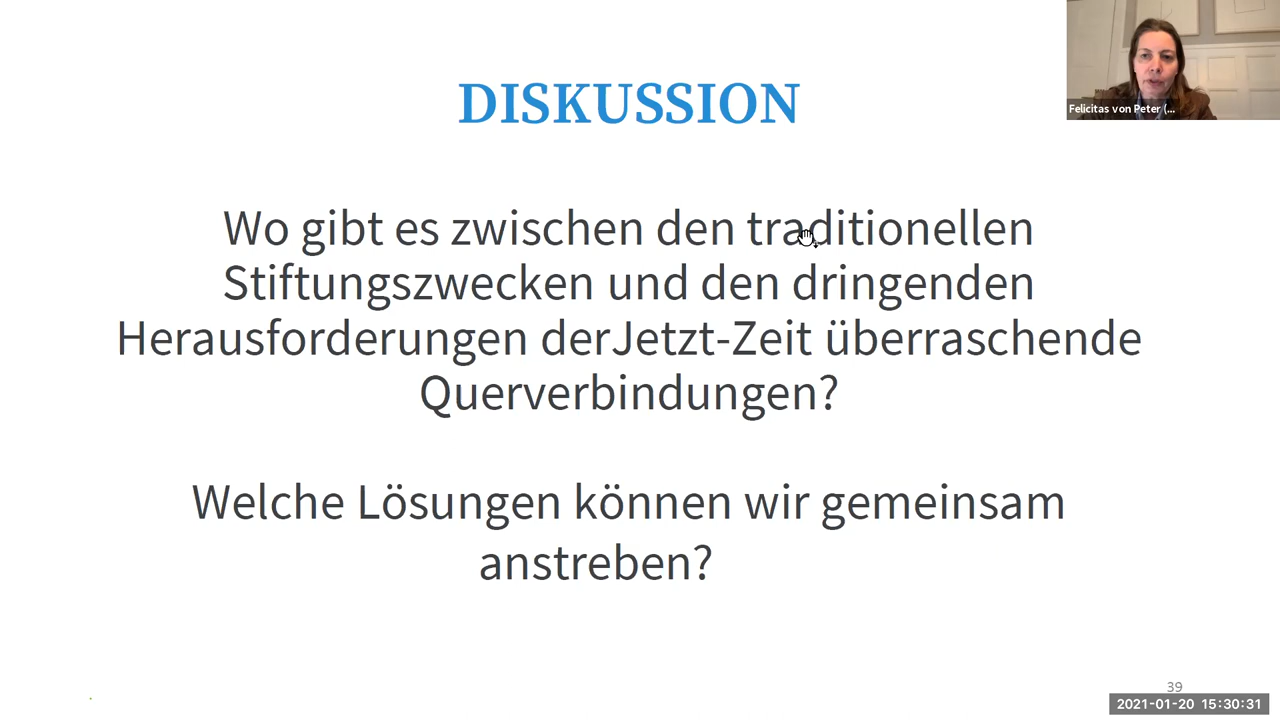 DISKUSSION
Felicitas von Peter (...
Wo gibt es zwischen den traditionellen
Stiftungszwecken und den dringenden
Herausforderungen derJetzt-Zeit überraschende
Querverbindungen?
Welche Lösungen können wir gemeinsam
anstreben?
39
2021-01-20 15:30:31